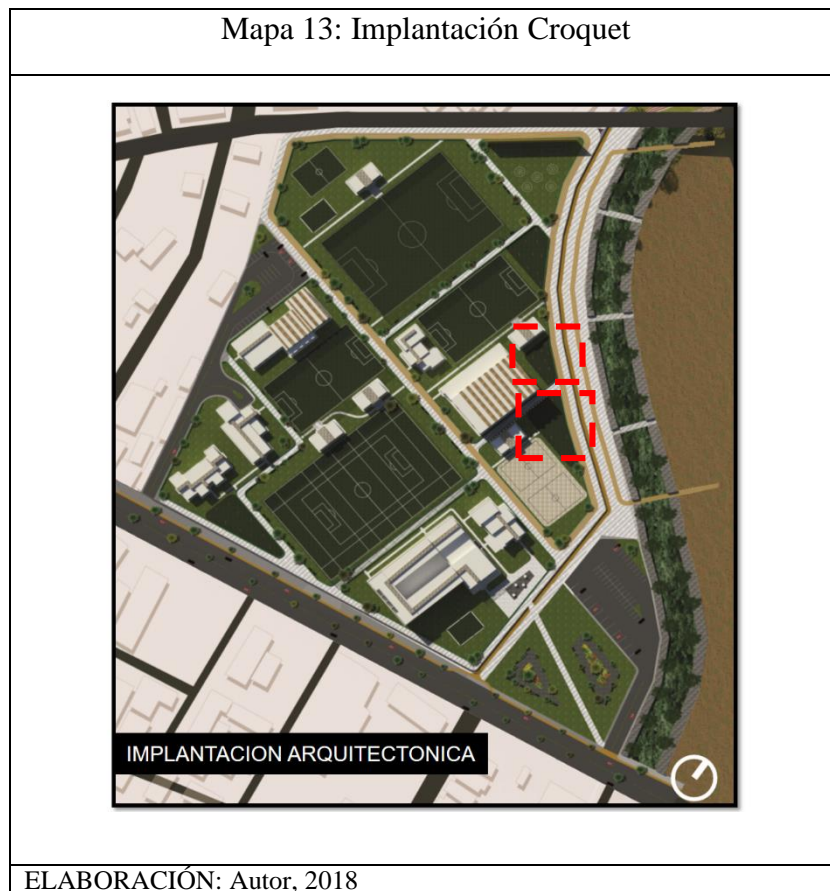 Mapa 13: Implantación Croquet
IMPLANTACION ARQUITECTONICA
ELABORACIÓN: Autor, 2018